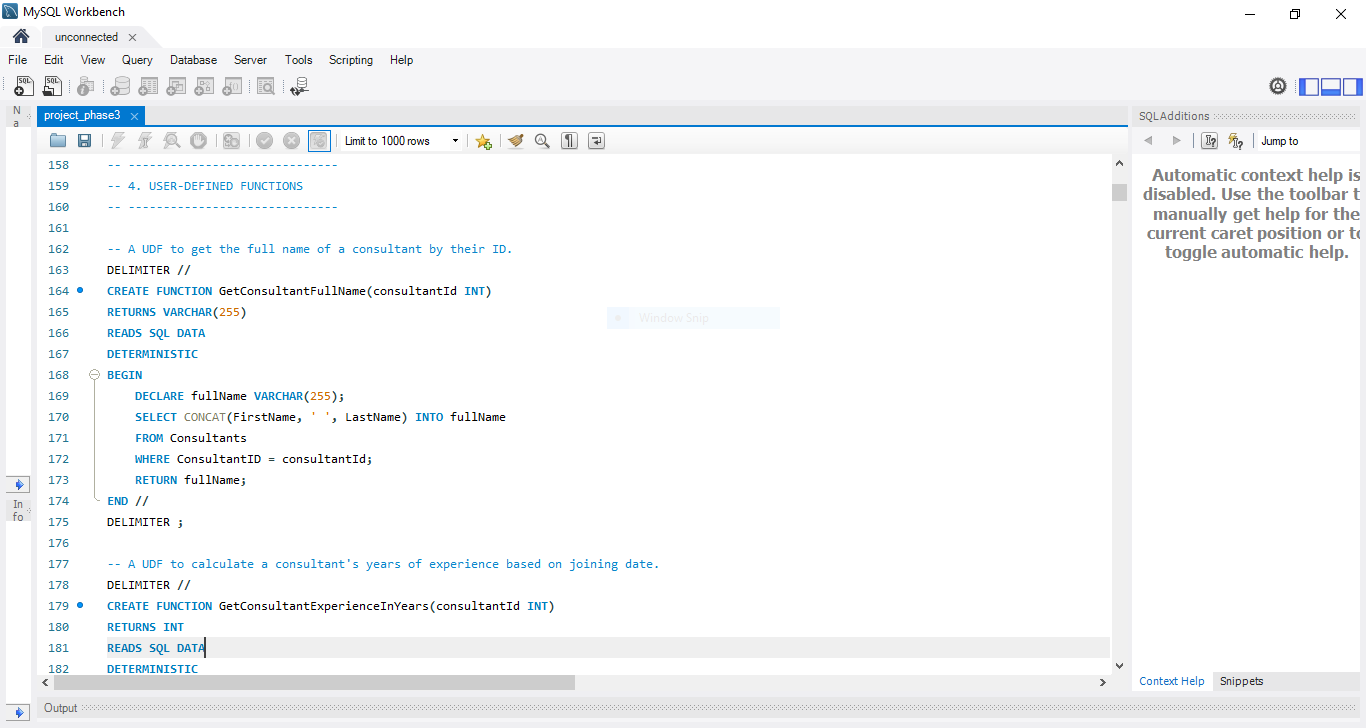 MySQL Workbench
unconnected
File Edit View Query Database Server Tools Scripting Help
Na
project_phase3
Limit to 1000 rows
158 -- ------------------------------
159 -- 4. USER-DEFINED FUNCTIONS
160 -- ------------------------------
161
162 -- A UDF to get the full name of a consultant by their ID.
163 DELIMITER //
164 CREATE FUNCTION GetConsultantFullName(consultantId INT)
165 RETURNS VARCHAR(255)
166 READS SQL DATA
167 DETERMINISTIC
168 BEGIN
169 DECLARE fullName VARCHAR(255);
170 SELECT CONCAT(FirstName, ' ', LastName) INTO fullName
171 FROM Consultants
172 WHERE ConsultantID = consultantId;
173 RETURN fullName;
174 END //
175 DELIMITER ;
176
177 -- A UDF to calculate a consultant's years of experience based on joining date.
178 DELIMITER //
179 CREATE FUNCTION GetConsultantExperienceInYears(consultantId INT)
180 RETURNS INT
181 READS SQL DATA
182 DETERMINISTIC
Window Snip
Info
Output
SQLAdditions
Jump to
Automatic context help is
disabled. Use the toolbar t
manually get help for the
current caret position or to
toggle automatic help.
Context Help Snippets